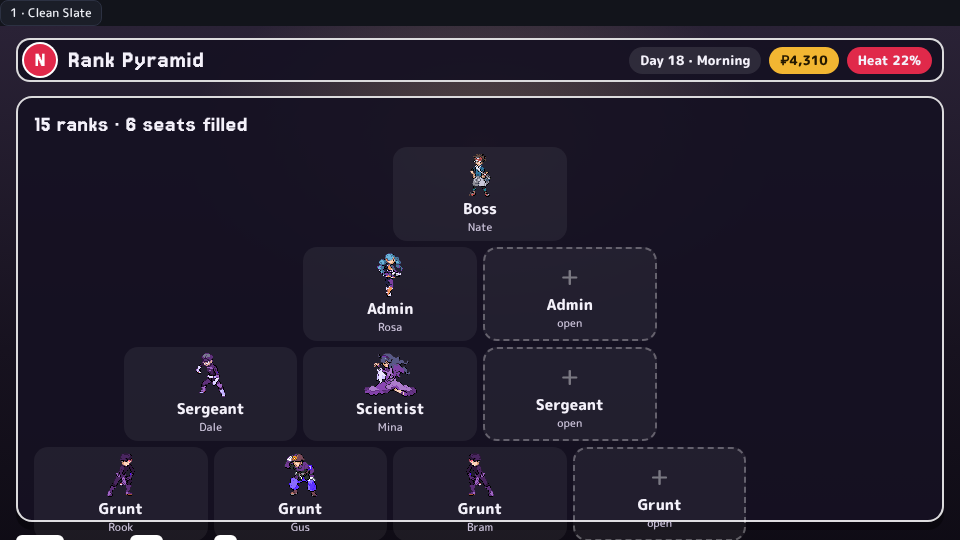 1 · Clean Slate
N Rank Pyramid
Day 18 · Morning
₽4,310
Heat 22%
15 ranks · 6 seats filled
Boss
Nate
Admin
Rosa
+
Admin
open
Sergeant
Dale
Scientist
Mina
+
Sergeant
open
Grunt
Rook
Grunt
Gus
Grunt
Bram
+
Grunt
open